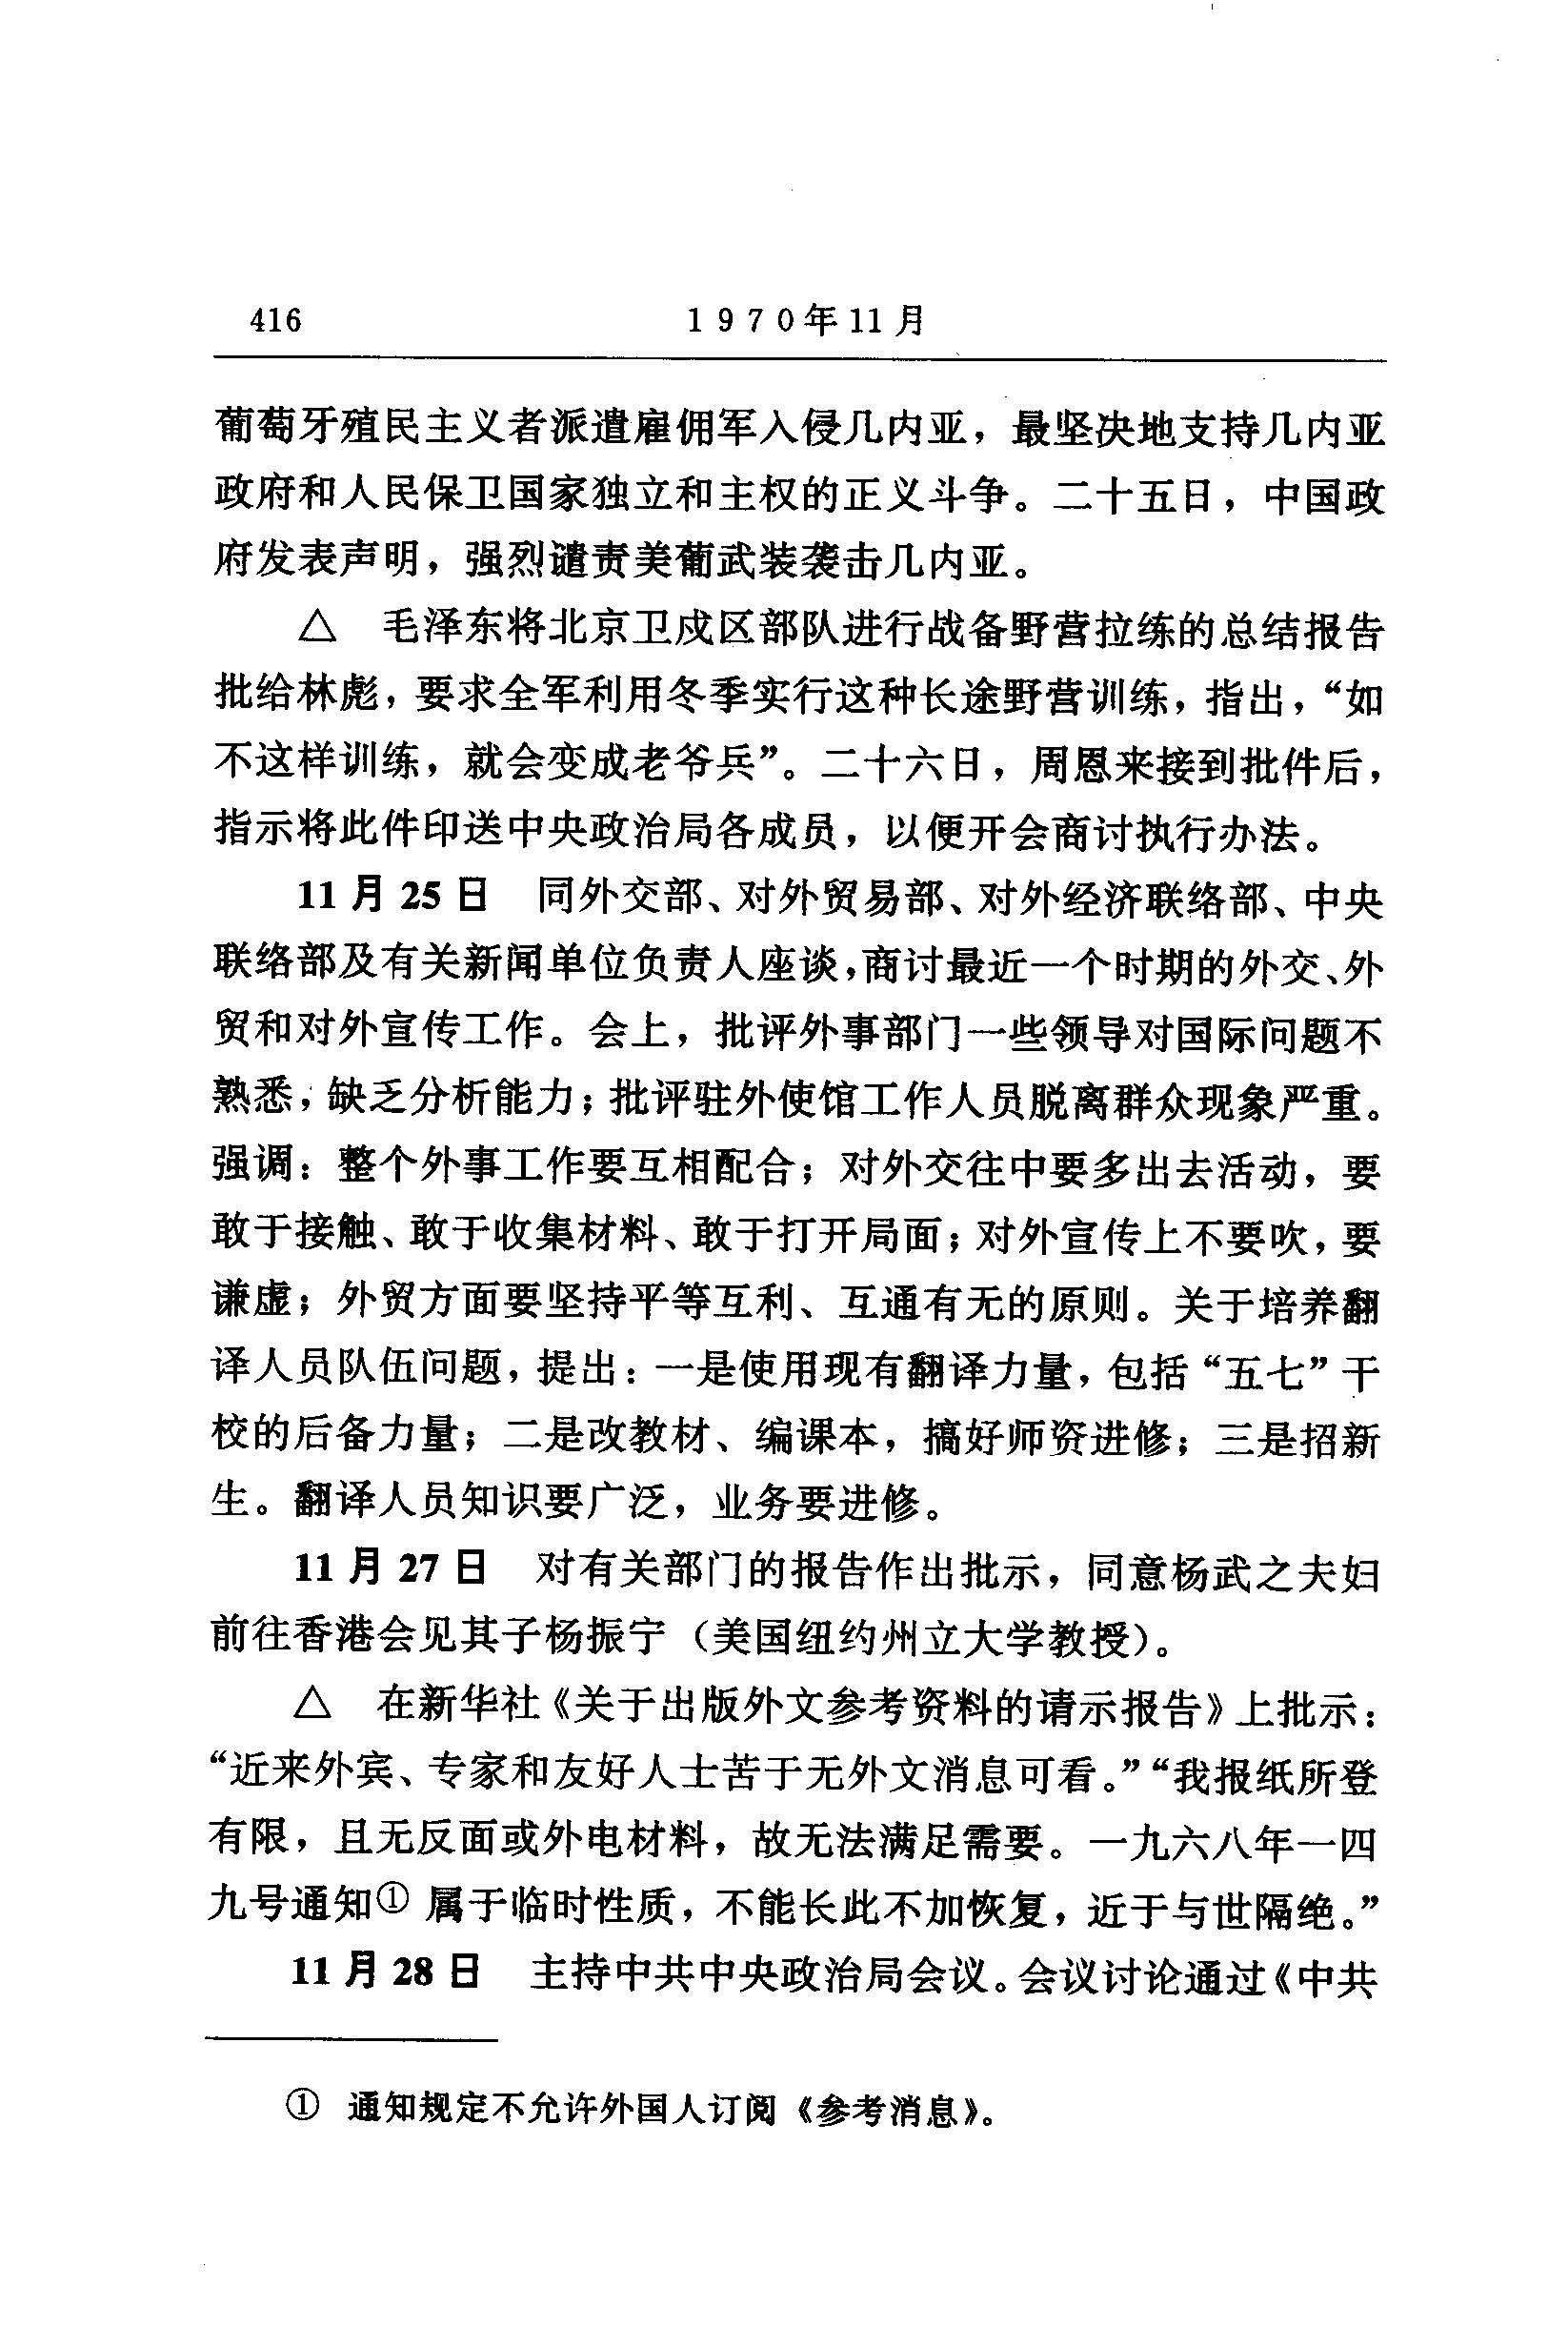 416
1970年11月
葡萄牙殖民主义者派遣雇佣军入侵几内亚，最坚决地支持几内亚
政府和人民保卫国家独立和主权的正义斗争。二十五日，中国政
府发表声明，强烈谴责美葡武装袭击几内亚。
△　毛泽东将北京卫戍区部队进行战备野营拉练的总结报告
批给林彪，要求全军利用冬季实行这种长途野营训练，指出，“如
不这样训练，就会变成老爷兵”。二十六日，周恩来接到批件后，
指示将此件印送中央政治局各成员，以便开会商讨执行办法。
11月25日　同外交部、对外贸易部、对外经济联络部、中央
联络部及有关新闻单位负责人座谈，商讨最近一个时期的外交、外
贸和对外宣传工作。会上，批评外事部门一些领导对国际问题不
熟悉，缺乏分析能力；批评驻外使馆工作人员脱离群众现象严重。
强调：整个外事工作要互相配合；对外交往中要多出去活动，要
敢于接触、敢于收集材料、敢于打开局面；对外宣传上不要吹，要
谦虚；外贸方面要坚持平等互利、互通有无的原则。关于培养翻
译人员队伍问题，提出：一是使用现有翻译力量，包括“五七”干
校的后备力量；二是改教材、编课本，搞好师资进修；三是招新
生。翻译人员知识要广泛，业务要进修。
11月27日　对有关部门的报告作出批示，同意杨武之夫妇
前往香港会见其子杨振宁（美国纽约州立大学教授）。
△　在新华社《关于出版外文参考资料的请示报告》上批示：
“近来外宾、专家和友好人士苦于无外文消息可看。”“我报纸所登
有限，且无反面或外电材料，故无法满足需要。一九六八年一四
九号通知①属于临时性质，不能长此不加恢复，近于与世隔绝。”
11月28日　主持中共中央政治局会议。会议讨论通过《中共
①　通知规定不允许外国人订阅《参考消息》。